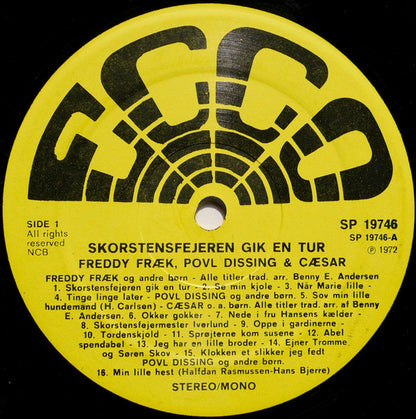 ECCO
SIDE 1
All rights
reserved
NCB
SP 19746
SP 19746-A
Ⓟ 1972
SKORSTENSFEJEREN GIK EN TUR
FREDDY FRÆK, POVL DISSING & CÆSAR
FREDDY FRÆK og andre børn - Alle titler trad. arr. Benny E. Andersen
1. Skorstensfejeren gik en tur - 2. Se min kjole - 3. Når Marie lille -
4. Tinge linge later - POVL DISSING og andre børn. 5. Sov min lille
hundemänd (H. Carlsen) - CÆSAR o. a. børn. Alle titler trad. arr. af Benny
E. Andersen. 6. Okker gokker - 7. Nede i fru Hansens kælder -
8. Skorstensfejermester Iverlund - 9. Oppe i gardinerne -
10. Tordenskjold - 11. Sprøjterne kom susene - 12. Abel
spendabel - 13. Jeg har en lille broder - 14. Ejner Tromme
og Søren Skov - 15. Klokken et slikker jeg fedt
POVL DISSING og andre børn
16. Min lille hest (Halfdan Rasmussen-Hans Bjerre)
STEREO/MONO